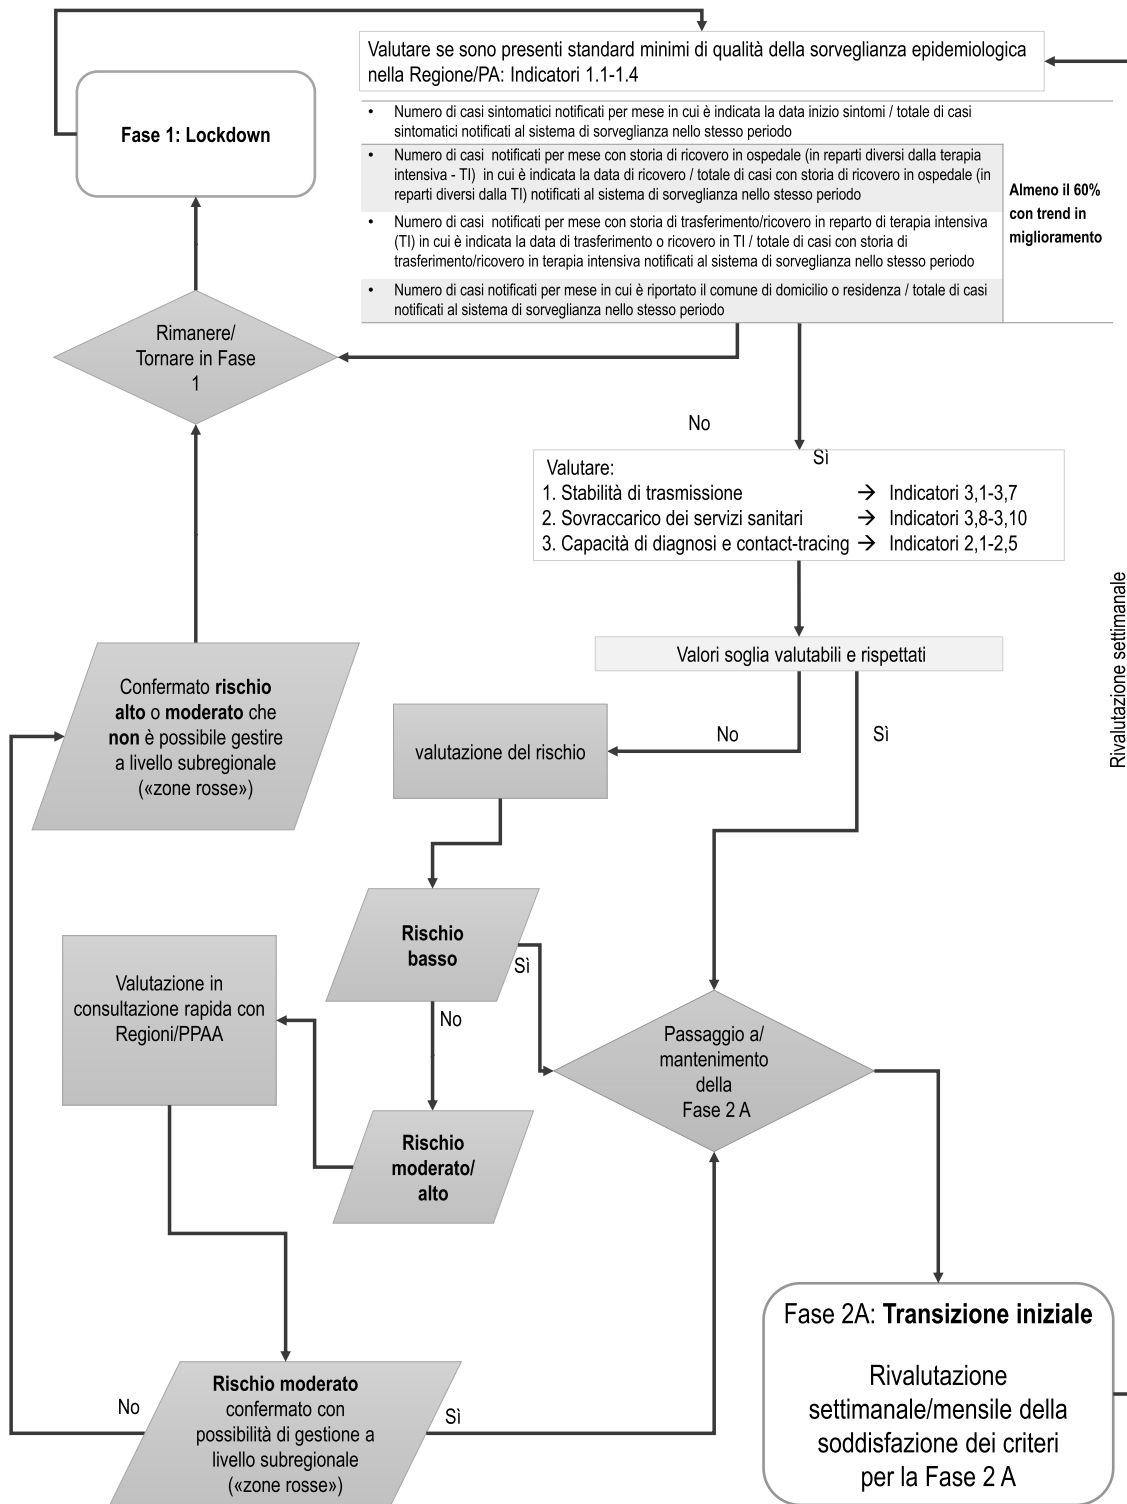 Valutare se sono presenti standard minimi di qualità della sorveglianza epidemiologica
nella Regione/PA: Indicatori 1.1-1.4
Fase 1: Lockdown
• Numero di casi sintomatici notificati per mese in cui è indicata la data inizio sintomi / totale di casi
sintomatici notificati al sistema di sorveglianza nello stesso periodo
• Numero di casi notificati per mese con storia di ricovero in ospedale (in reparti diversi dalla terapia
intensiva - TI) in cui è indicata la data di ricovero / totale di casi con storia di ricovero in ospedale (in
reparti diversi dalla TI) notificati al sistema di sorveglianza nello stesso periodo
• Numero di casi notificati per mese con storia di trasferimento/ricovero in reparto di terapia intensiva
(TI) in cui è indicata la data di trasferimento o ricovero in TI / totale di casi con storia di
trasferimento/ricovero in terapia intensiva notificati al sistema di sorveglianza nello stesso periodo
• Numero di casi notificati per mese in cui è riportato il comune di domicilio o residenza / totale di casi
notificati al sistema di sorveglianza nello stesso periodo
Almeno il 60%
con trend in
miglioramento
Rimanere/
Tornare in Fase
1
No
Sì
Valutare:
1. Stabilità di trasmissione → Indicatori 3,1-3,7
2. Sovraccarico dei servizi sanitari → Indicatori 3,8-3,10
3. Capacità di diagnosi e contact-tracing → Indicatori 2,1-2,5
Rivalutazione settimanale
Valori soglia valutabili e rispettati
Confermato rischio
alto o moderato che
non è possibile gestire
a livello subregionale
(«zone rosse»)
No
Sì
valutazione del rischio
Rischio
basso
Sì
No
Valutazione in
consultazione rapida con
Regioni/PPAA
Passaggio a/
mantenimento
della
Fase 2 A
Rischio
moderato/
alto
Fase 2A: Transizione iniziale
Rivalutazione
settimanale/mensile della
soddisfazione dei criteri
per la Fase 2 A
Rischio moderato
confermato con
possibilità di gestione a
livello subregionale
(«zone rosse»)
No
Sì